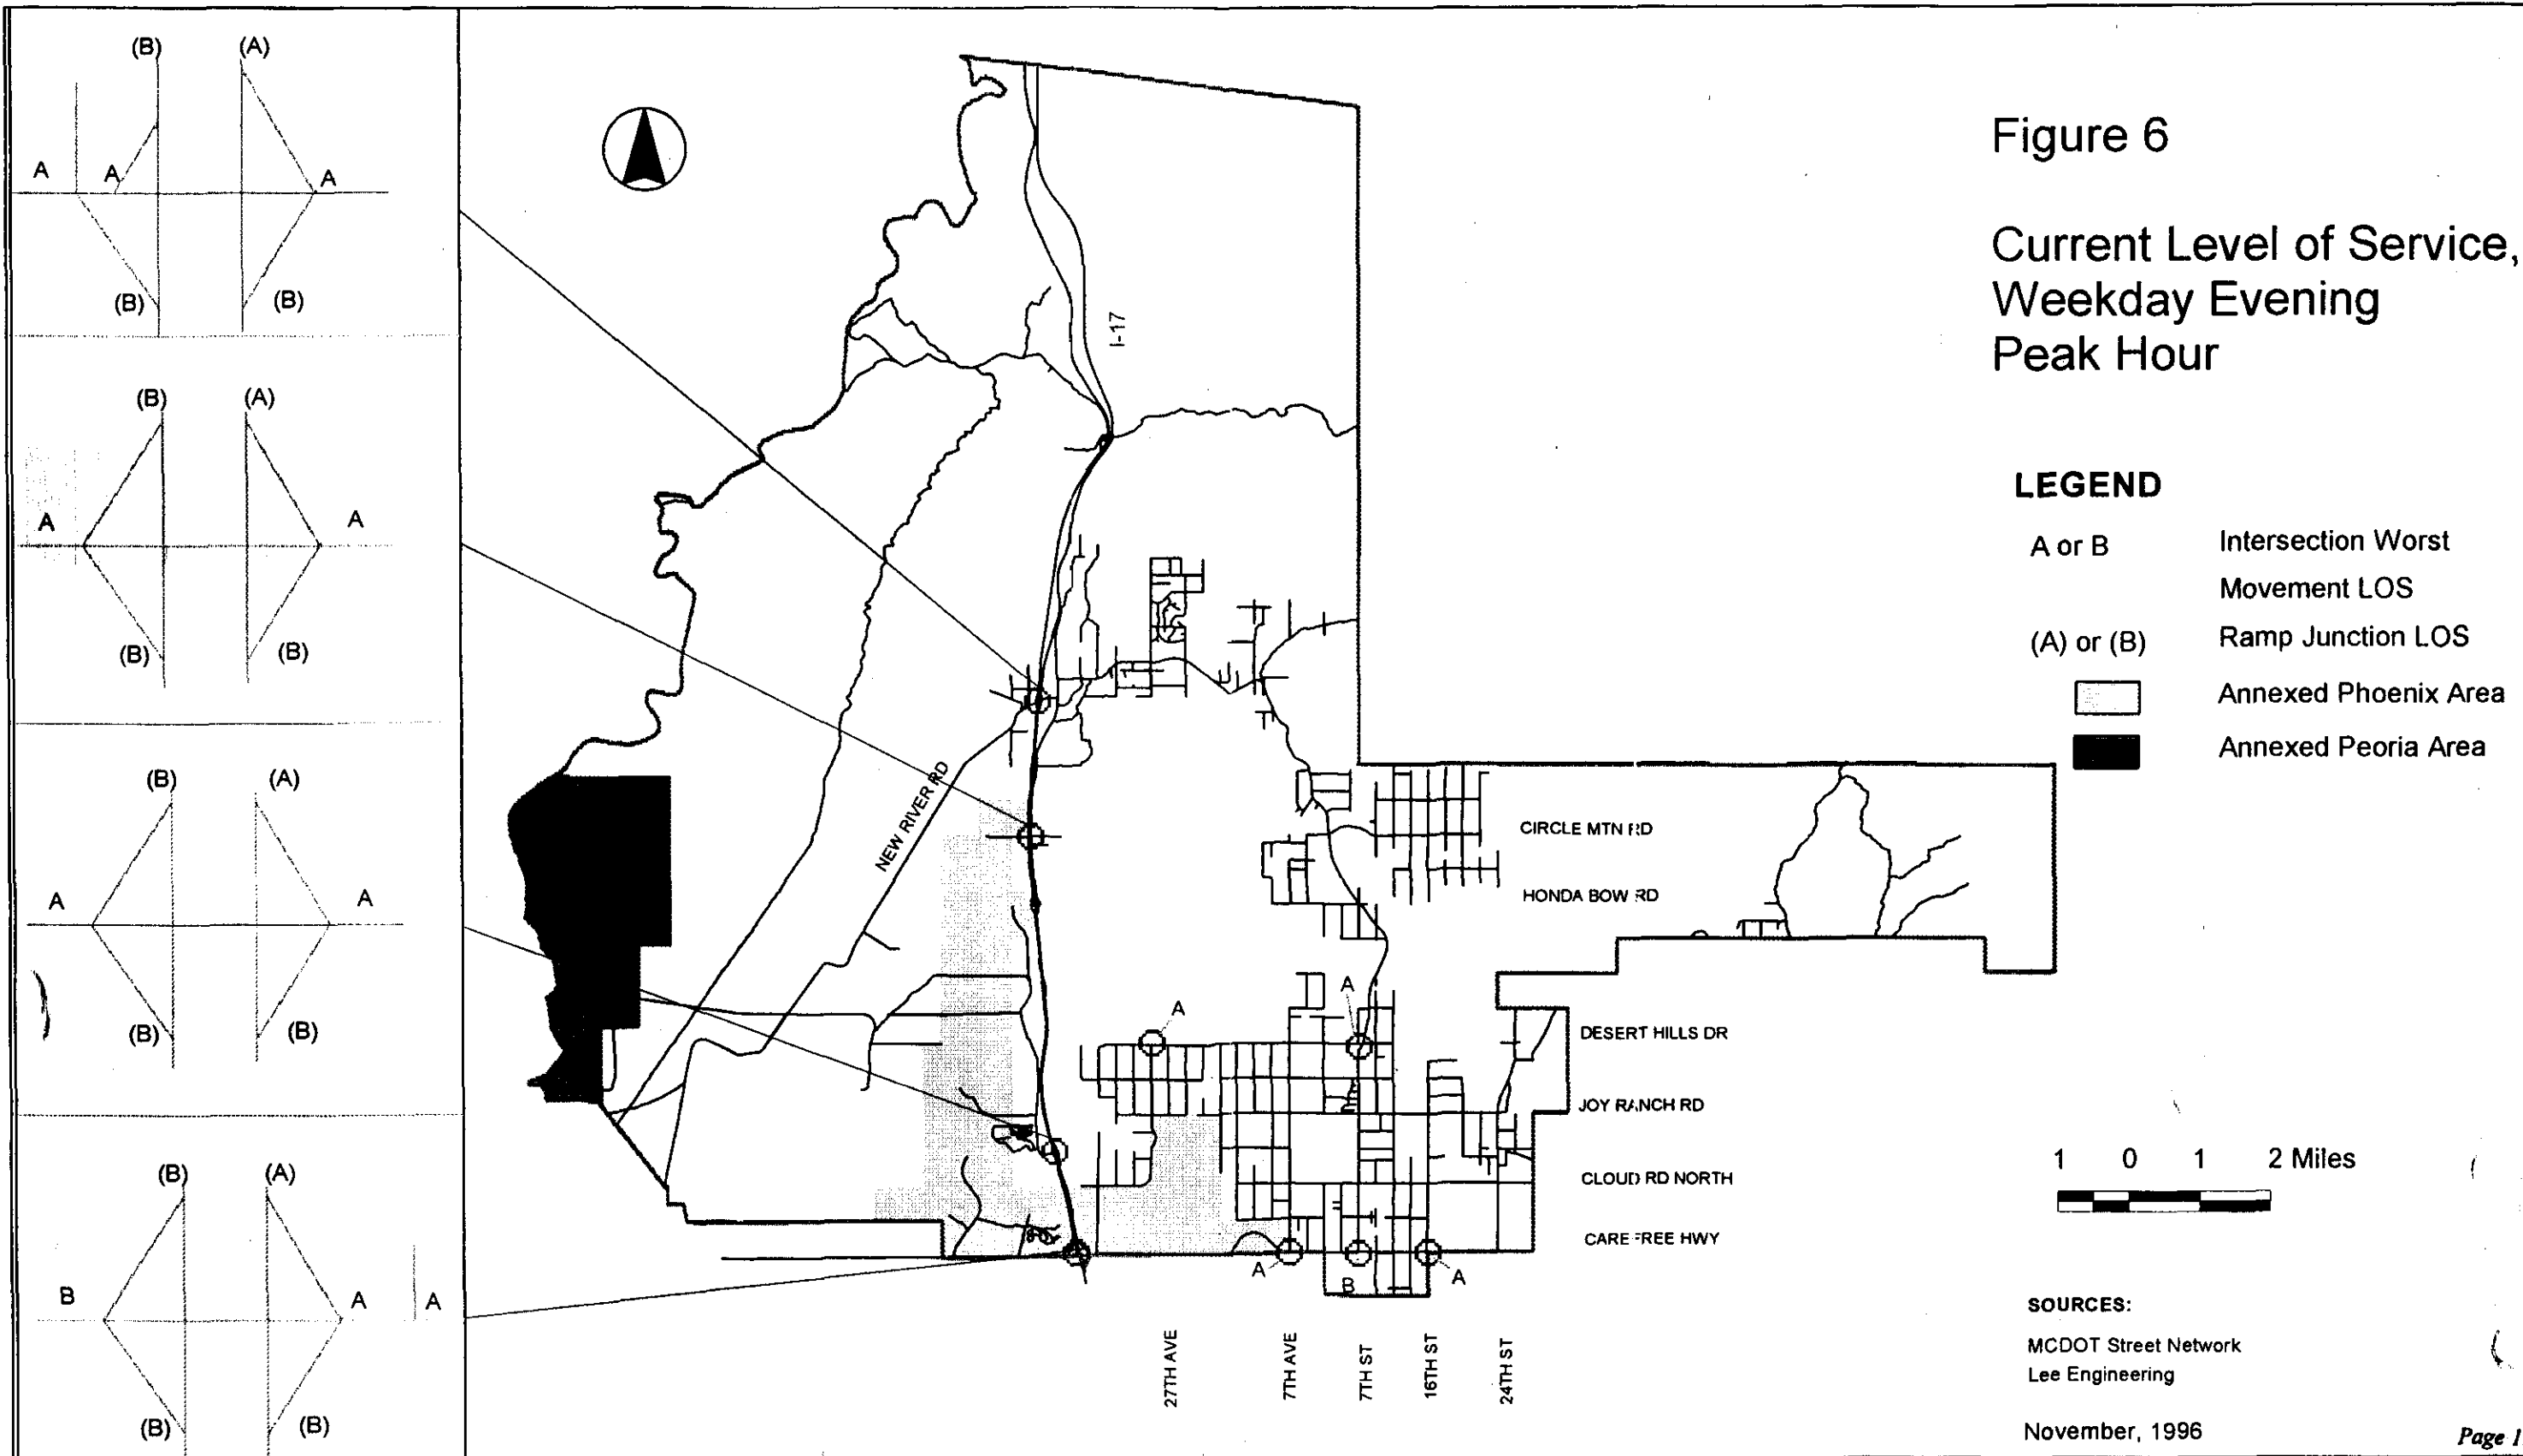 Figure 6
Current Level of Service,
Weekday Evening
Peak Hour
LEGEND
A or B Intersection Worst
Movement LOS
(A) or (B) Ramp Junction LOS
Annexed Phoenix Area
Annexed Peoria Area
(B) (A)
A A A
(B) (B)
(B) (A)
A A
(B) (B)
(B) (A)
A A
(B) (B)
(B) (A)
B A A
(B) (B)
I-17
NEW RIVER RD
CIRCLE MTN RD
HONDA BOW RD
A A
DESERT HILLS DR
JOY RANCH RD
CLOUD RD NORTH
CAREFREE HWY
A B A
27TH AVE
7TH AVE
7TH ST
16TH ST
24TH ST
1 0 1 2 Miles
SOURCES:
MCDOT Street Network
Lee Engineering
November, 1996
Page 1